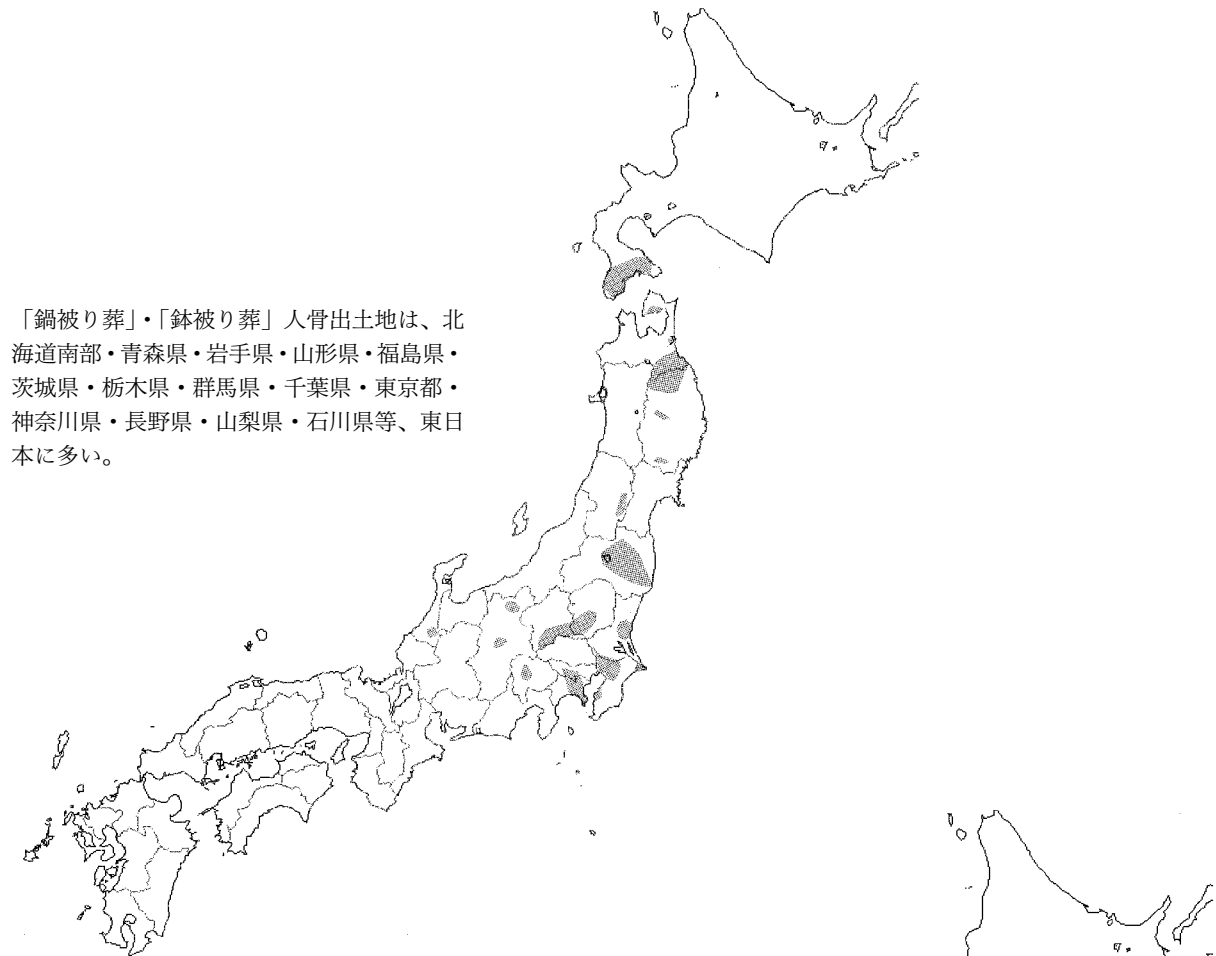 「鍋被り葬」・「鉢被り葬」人骨出土地は、北
海道南部・青森県・岩手県・山形県・福島県・
茨城県・栃木県・群馬県・千葉県・東京都・
神奈川県・長野県・山梨県・石川県等、東日
本に多い。